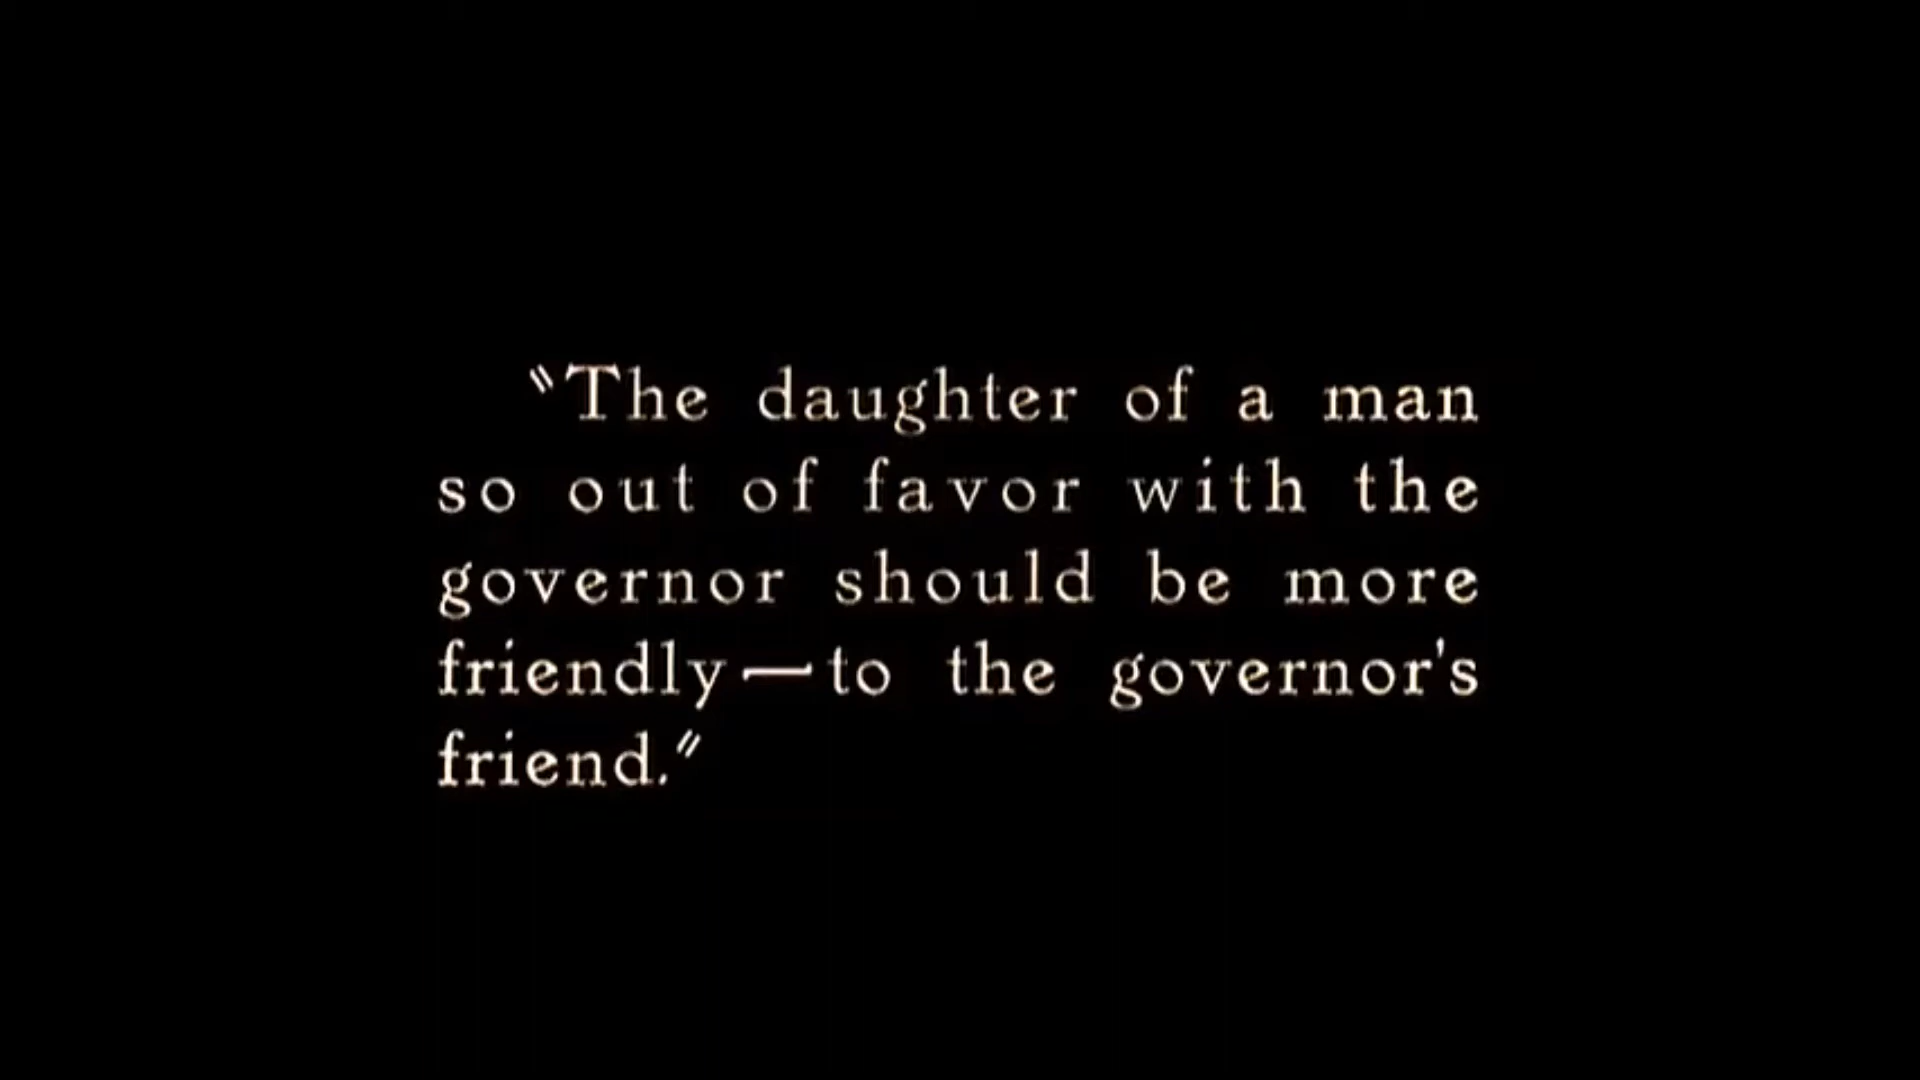 "The daughter of a man
so out of favor with the
governor should be more
friendly—to the governor's
friend."